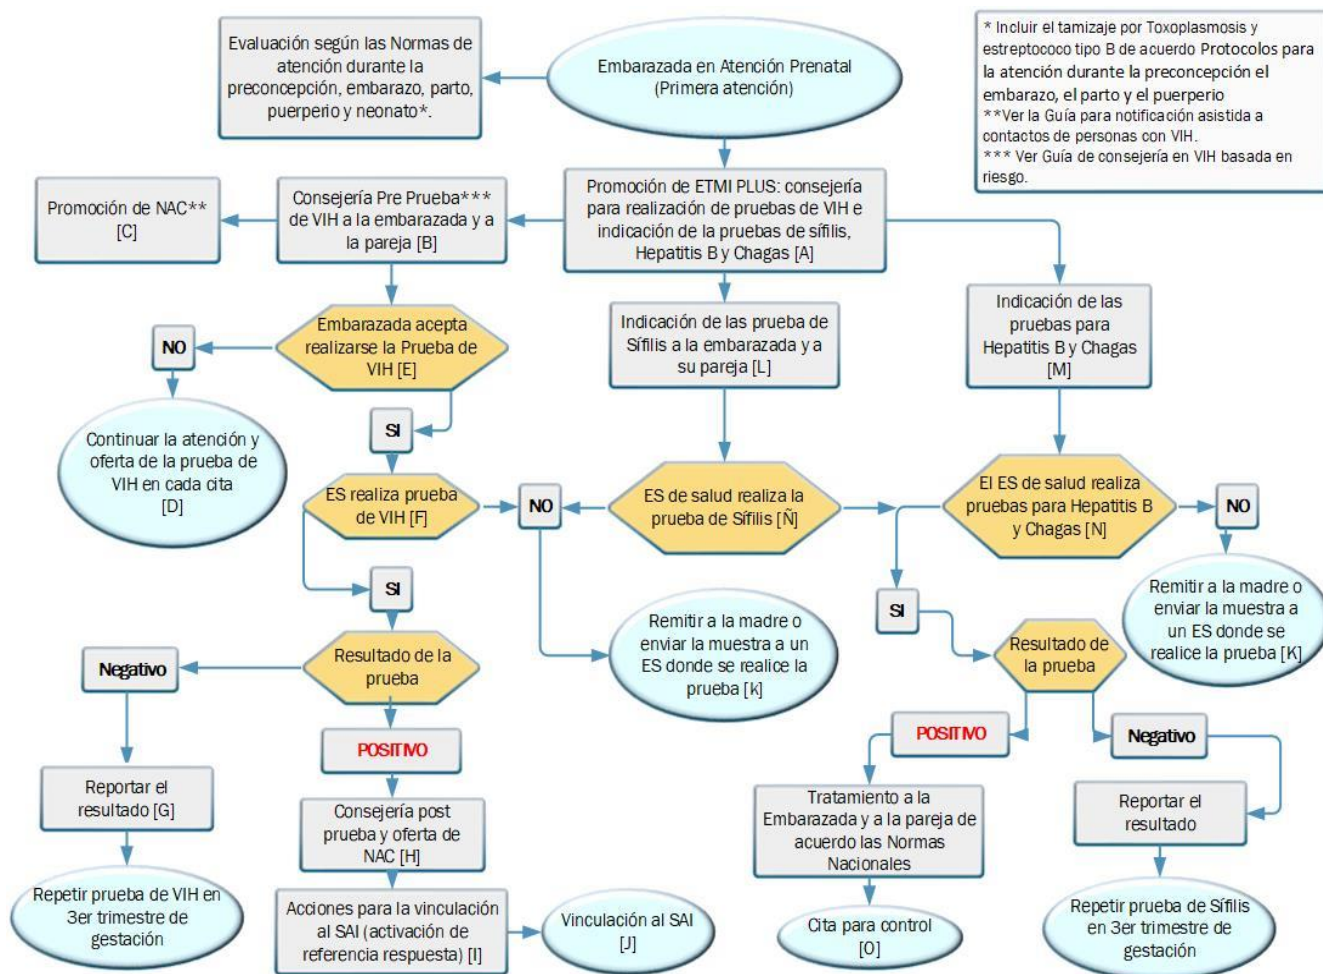 Evaluación según las Normas de
atención durante la
preconcepción, embarazo, parto,
puerperio y neonato*.
Embarazada en Atención Prenatal
(Primera atención)
* Incluir el tamizaje por Toxoplasmosis y
estreptococo tipo B de acuerdo Protocolos para
la atención durante la preconcepción el
embarazo, el parto y el puerperio
**Ver la Guía para notificación asistida a
contactos de personas con VIH.
*** Ver Guía de consejería en VIH basada en
riesgo.
Promoción de NAC**
[C]
Consejería Pre Prueba***
de VIH a la embarazada y a
la pareja [B]
Promoción de ETMI PLUS: consejería
para realización de pruebas de VIH e
indicación de la pruebas de sífilis,
Hepatitis B y Chagas [A]
Embarazada acepta
realizarse la Prueba de
VIH [E]
NO
Indicación de las prueba de
Sífilis a la embarazada y a
su pareja [L]
Indicación de las
pruebas para
Hepatitis B y Chagas
[M]
Continuar la atención y
oferta de la prueba de
VIH en cada cita
[D]
SI
ES realiza prueba
de VIH [F]
NO
ES de salud realiza la
prueba de Sífilis [Ñ]
El ES de salud realiza
pruebas para Hepatitis B
y Chagas [N]
NO
SI
Remitir a la madre o
enviar la muestra a un ES
donde se realice la
prueba [k]
SI
Remitir a la madre o
enviar la muestra a
un ES donde se
realice la prueba [K]
Negativo
Resultado de la
prueba
Resultado de
la prueba
POSITIVO
POSITIVO
Negativo
Reportar el
resultado [G]
Consejería post
prueba y oferta de
NAC [H]
Tratamiento a la
Embarazada y a la pareja de
acuerdo las Normas
Nacionales
Reportar el
resultado
Repetir prueba de VIH en
3er trimestre de
gestación
Acciones para la vinculación
al SAI (activación de
referencia respuesta) [I]
Vinculación al SAI
[J]
Cita para control
[O]
Repetir prueba de Sífilis
en 3er trimestre de
gestación